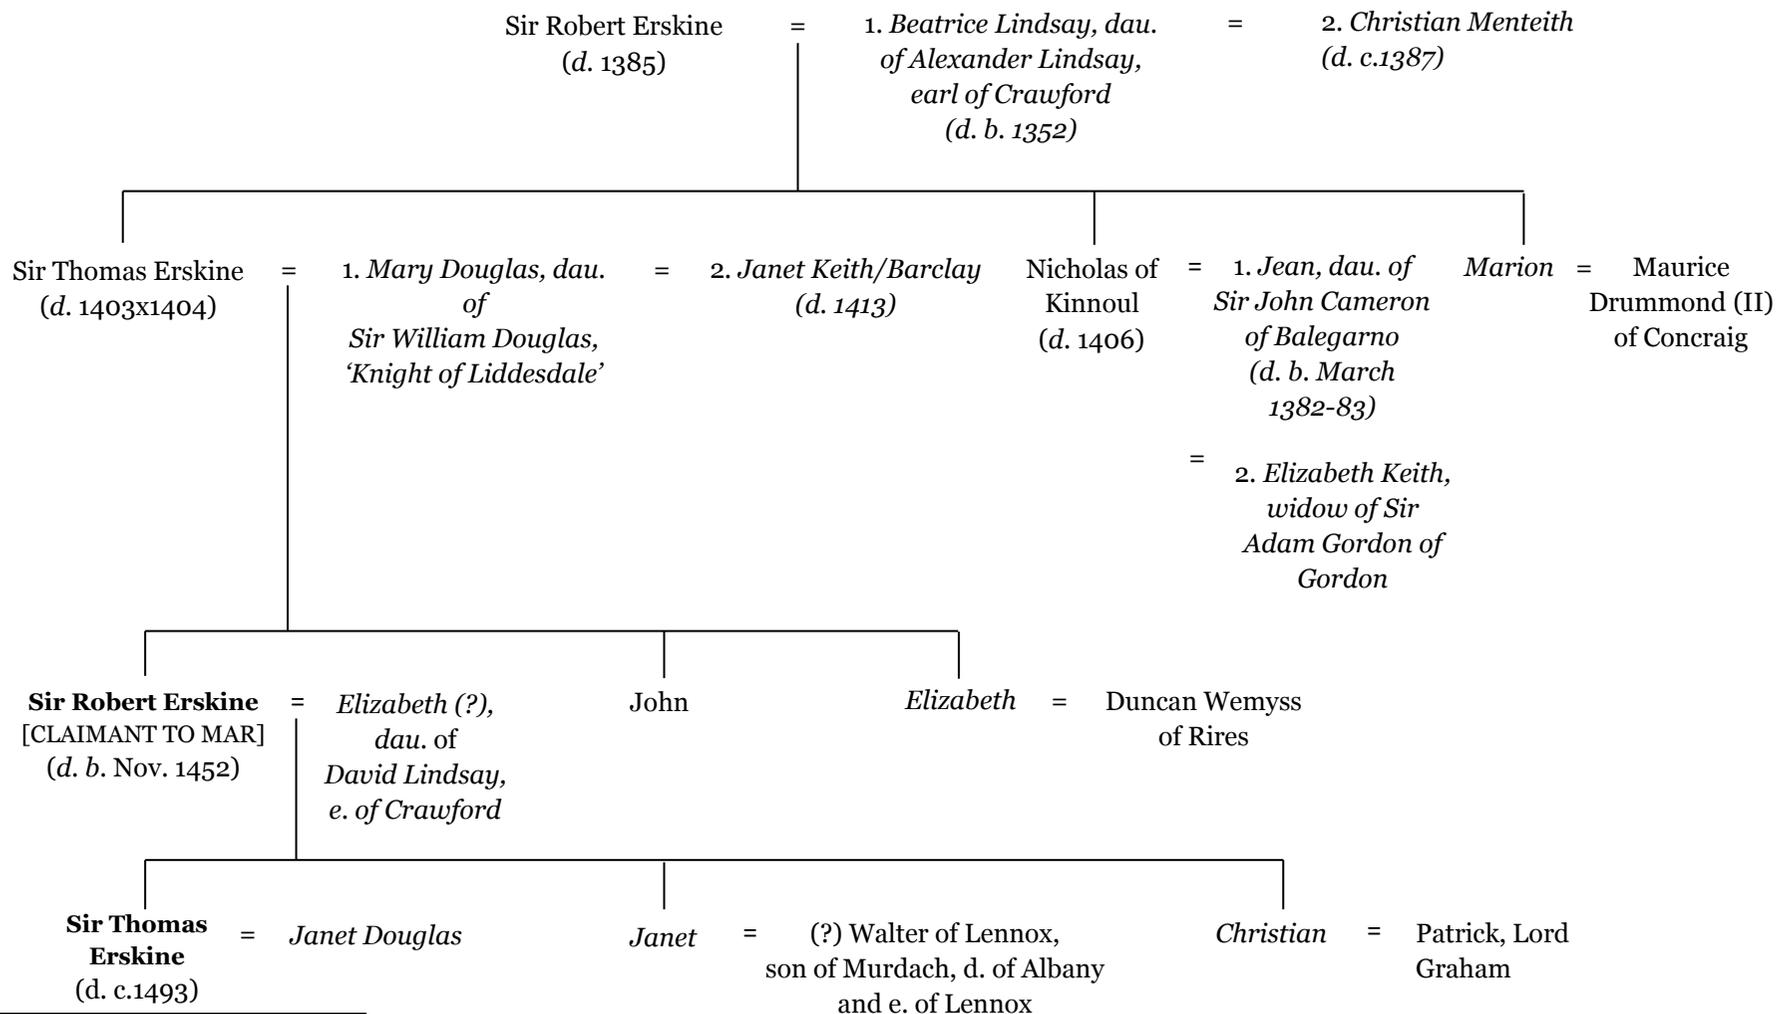 Sir Robert Erskine = 1. Beatrice Lindsay, dau. = 2. Christian Menteith
(d. 1385) of Alexander Lindsay, (d. c.1387)
earl of Crawford
(d. b. 1352)
Sir Thomas Erskine = 1. Mary Douglas, dau. = 2. Janet Keith/Barclay
(d. 1403x1404) of (d. 1413)
Sir William Douglas,
‘Knight of Liddesdale’
Nicholas of = 1. Jean, dau. of
Kinnoul Sir John Cameron
(d. 1406) of Balegarno
(d. b. March
1382-83)
= 2. Elizabeth Keith,
widow of Sir
Adam Gordon of
Gordon
Marion = Maurice
Drummond (II)
of Concraig
Sir Robert Erskine = Elizabeth (?),
[CLAIMANT TO MAR] dau. of
(d. b. Nov. 1452) David Lindsay,
e. of Crawford
John
Elizabeth = Duncan Wemyss
of Rires
Sir Thomas = Janet Douglas
Erskine
(d. c.1493)
Janet = (?) Walter of Lennox,
son of Murdach, d. of Albany
and e. of Lennox
Christian = Patrick, Lord
Graham